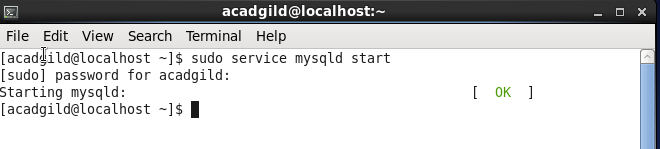 acadgild@localhost:~
File Edit View Search Terminal Help
[acadgild@localhost ~]$ sudo service mysqld start
[sudo] password for acadgild:
Starting mysqld: [ OK ]
[acadgild@localhost ~]$